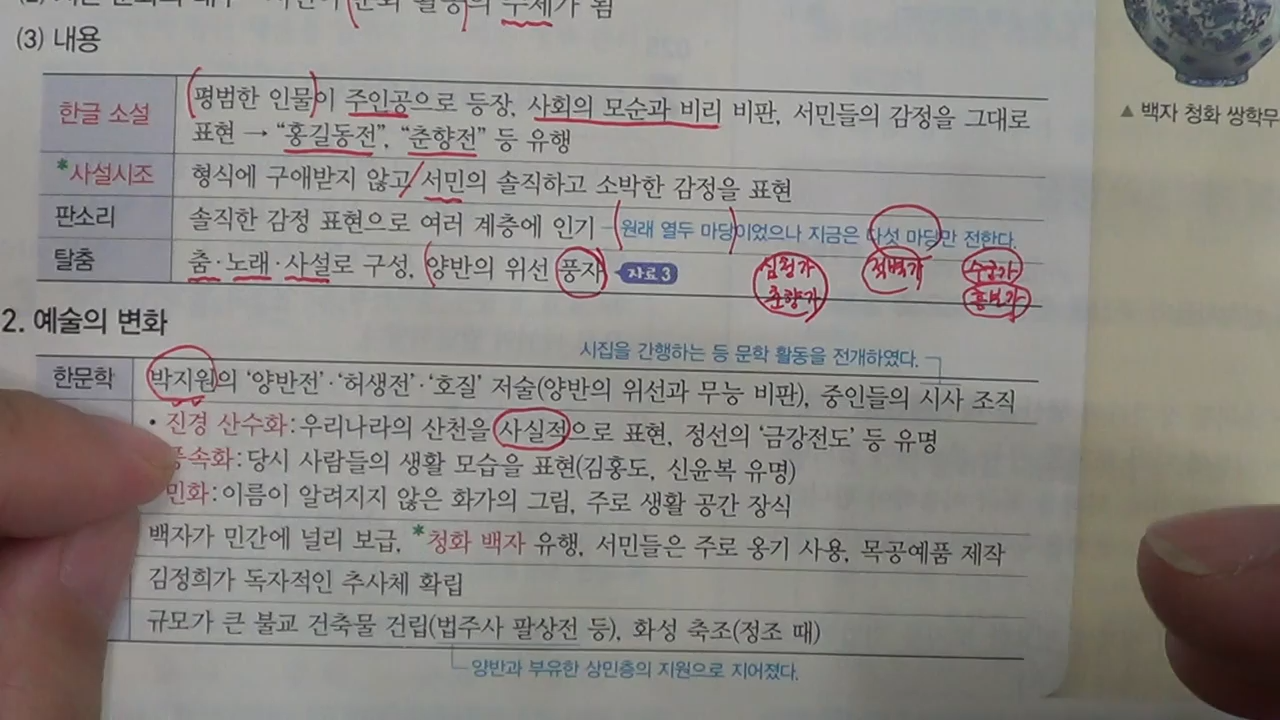 (3) 내용
한글 소설 평범한 인물이 주인공으로 등장, 사회의 모순과 비리 비판, 서민들의 감정을 그대로
표현 → "홍길동전", "춘향전" 등 유행
*사설시조 형식에 구애받지 않고 서민의 솔직하고 소박한 감정을 표현
판소리 솔직한 감정 표현으로 여러 계층에 인기 원래 열두 마당이었으나 지금은 다섯 마당만 전한다.
탈춤 춤·노래·사설로 구성, 양반의 위선 풍자 자료 3
심청가 적벽가 수궁가
춘향가 흥보가
▲ 백자 청화 쌍학무
2. 예술의 변화
시집을 간행하는 등 문학 활동을 전개하였다.
한문학 박지원의 '양반전'·'허생전'·'호질' 저술(양반의 위선과 무능 비판), 중인들의 시사 조직
• 진경 산수화: 우리나라의 산천을 사실적으로 표현, 정선의 '금강전도' 등 유명
풍속화: 당시 사람들의 생활 모습을 표현(김홍도, 신윤복 유명)
민화: 이름이 알려지지 않은 화가의 그림, 주로 생활 공간 장식
백자가 민간에 널리 보급, *청화 백자 유행, 서민들은 주로 옹기 사용, 목공예품 제작
김정희가 독자적인 추사체 확립
규모가 큰 불교 건축물 건립(법주사 팔상전 등), 화성 축조(정조 때)
양반과 부유한 상민층의 지원으로 지어졌다.